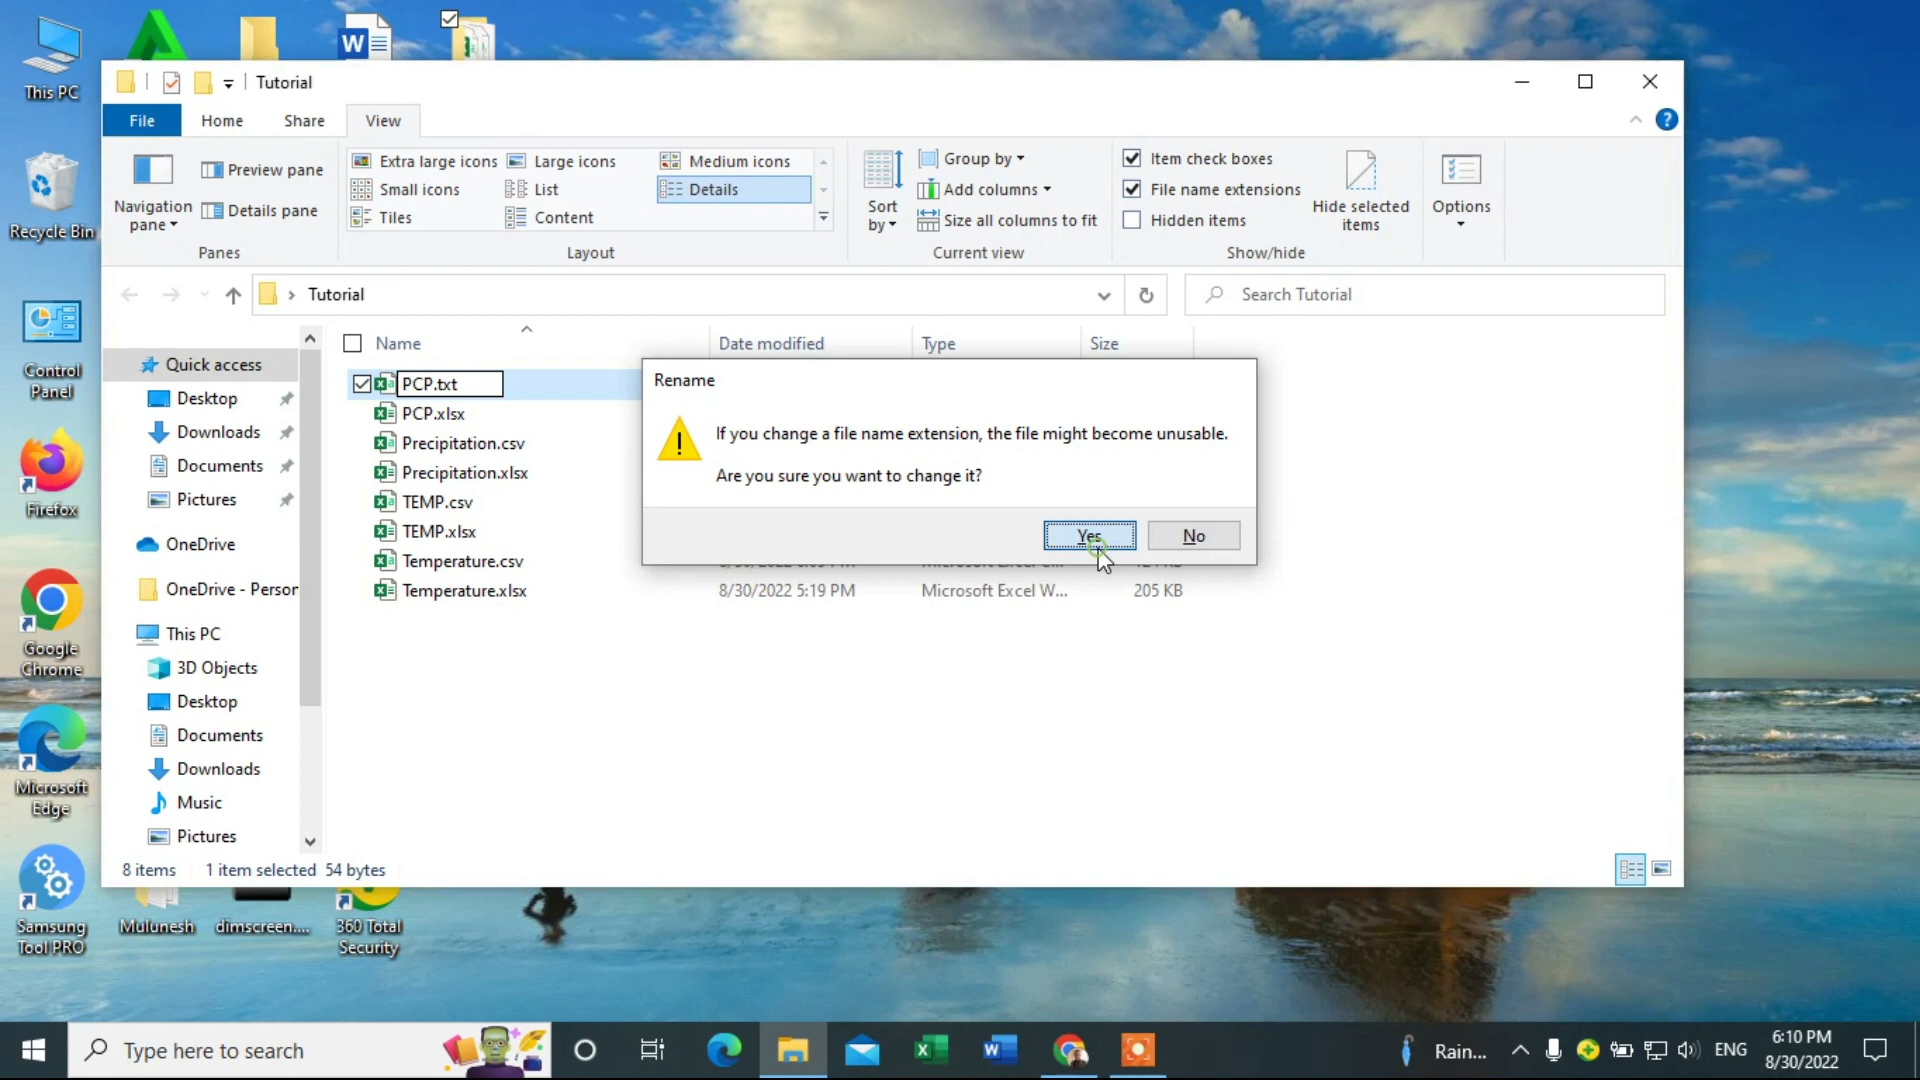 This PC
W
Tutorial
File
Home
Share
View
?
Navigation pane
Preview pane
Details pane
Panes
Extra large icons
Large icons
Medium icons
Small icons
List
Details
Tiles
Content
Layout
Sort by
Group by
Add columns
Size all columns to fit
Current view
Item check boxes
File name extensions
Hidden items
Hide selected items
Show/hide
Options
Recycle Bin
Tutorial
Search Tutorial
Control Panel
Quick access
Desktop
Downloads
Documents
Pictures
OneDrive
OneDrive - Person
This PC
3D Objects
Desktop
Documents
Downloads
Music
Pictures
Name
Date modified
Type
Size
PCP.txt
PCP.xlsx
Precipitation.csv
Precipitation.xlsx
TEMP.csv
TEMP.xlsx
Temperature.csv
Temperature.xlsx
8/30/2022 5:19 PM
Microsoft Excel W...
205 KB
Rename
If you change a file name extension, the file might become unusable.
Are you sure you want to change it?
Yes
No
8 items
1 item selected
54 bytes
Firefox
Google Chrome
Microsoft Edge
Samsung Tool PRO
Mulunesh
dimscreen....
360 Total Security
Type here to search
Rain...
ENG
6:10 PM
8/30/2022